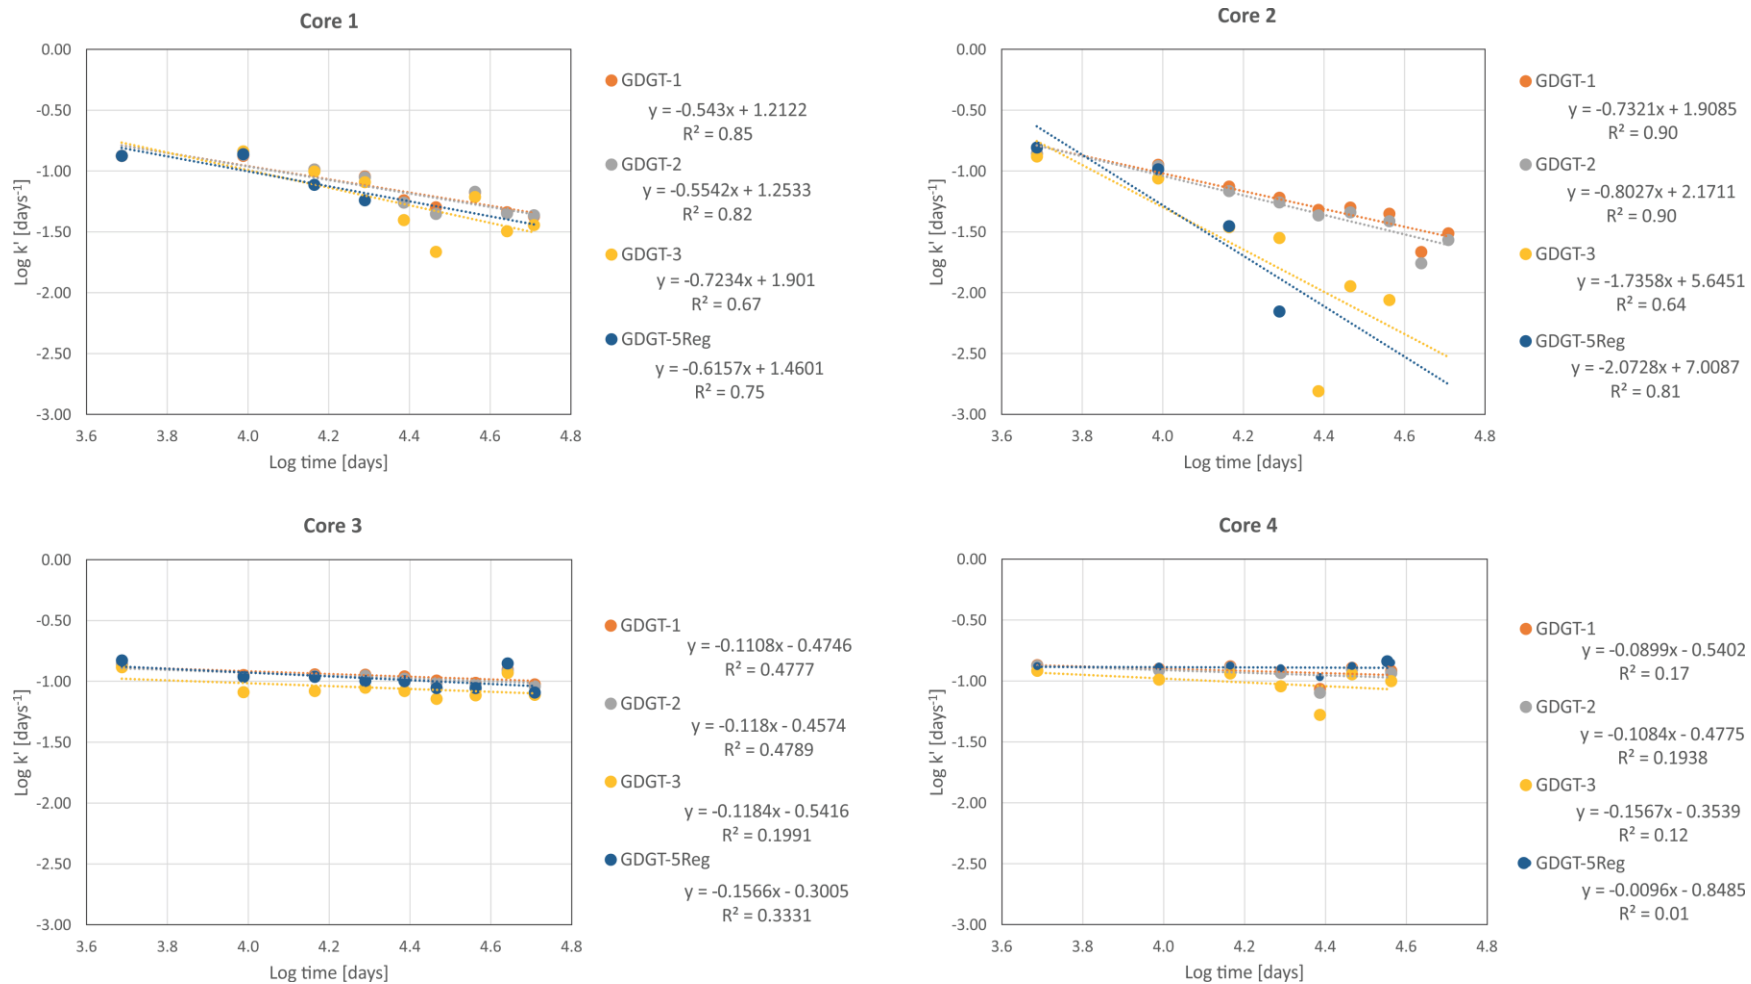 Core 1
0.00
-0.50
-1.00
-1.50
-2.00
-2.50
-3.00
Log k' [days⁻¹]
3.6 3.8 4.0 4.2 4.4 4.6 4.8
Log time [days]
GDGT-1
y = -0.543x + 1.2122
R² = 0.85
GDGT-2
y = -0.5542x + 1.2533
R² = 0.82
GDGT-3
y = -0.7234x + 1.901
R² = 0.67
GDGT-5Reg
y = -0.6157x + 1.4601
R² = 0.75
Core 2
0.00
-0.50
-1.00
-1.50
-2.00
-2.50
-3.00
Log k' [days⁻¹]
3.6 3.8 4.0 4.2 4.4 4.6 4.8
Log time [days]
GDGT-1
y = -0.7321x + 1.9085
R² = 0.90
GDGT-2
y = -0.8027x + 2.1711
R² = 0.90
GDGT-3
y = -1.7358x + 5.6451
R² = 0.64
GDGT-5Reg
y = -2.0728x + 7.0087
R² = 0.81
Core 3
0.00
-0.50
-1.00
-1.50
-2.00
-2.50
-3.00
Log k' [days⁻¹]
3.6 3.8 4.0 4.2 4.4 4.6 4.8
Log time [days]
GDGT-1
y = -0.1108x - 0.4746
R² = 0.4777
GDGT-2
y = -0.118x - 0.4574
R² = 0.4789
GDGT-3
y = -0.1184x - 0.5416
R² = 0.1991
GDGT-5Reg
y = -0.1566x - 0.3005
R² = 0.3331
Core 4
0.00
-0.50
-1.00
-1.50
-2.00
-2.50
-3.00
Log k' [days⁻¹]
3.6 3.8 4.0 4.2 4.4 4.6 4.8
Log time [days]
GDGT-1
y = -0.0899x - 0.5402
R² = 0.17
GDGT-2
y = -0.1084x - 0.4775
R² = 0.1938
GDGT-3
y = -0.1567x - 0.3539
R² = 0.12
GDGT-5Reg
y = -0.0096x - 0.8485
R² = 0.01